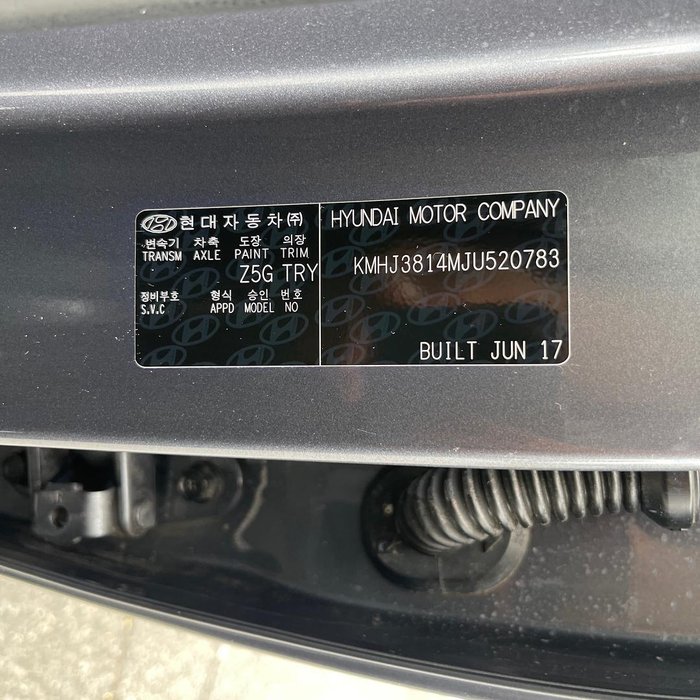 현대자동차㈜
변속기 차축 도장 의장
TRANSM AXLE PAINT TRIM
Z5G TRY
정비부호 형식 승인 번호
S.V.C APPD MODEL NO
HYUNDAI MOTOR COMPANY
KMHJ3814MJU520783
BUILT JUN 17